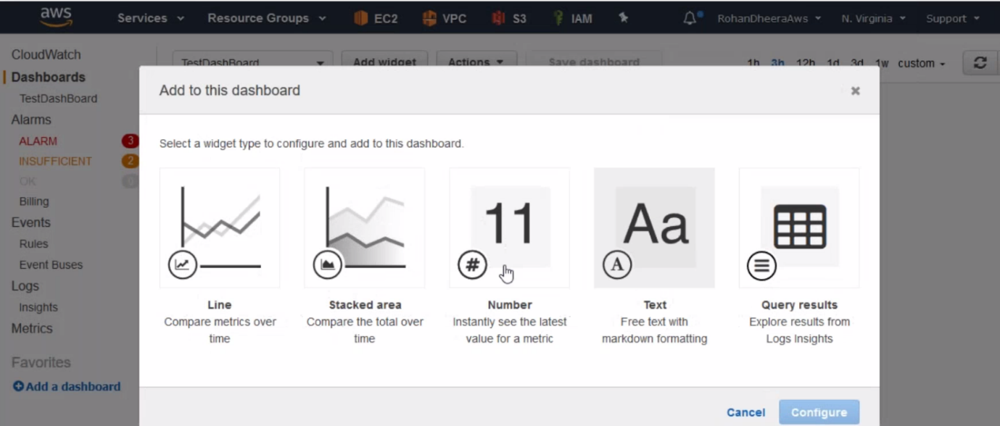 aws Services Resource Groups EC2 VPC S3 IAM RohanDheeraAws N. Virginia Support
CloudWatch
TestDashBoard Add widget Actions Save dashboard 1h 3h 12h 1d 3d 1w custom
Dashboards
TestDashBoard
Alarms
ALARM 3
INSUFFICIENT 2
OK 0
Billing
Events
Rules
Event Buses
Logs
Insights
Metrics
Favorites
Add a dashboard
Add to this dashboard ×
Select a widget type to configure and add to this dashboard.
11 Aa
# A
Line Stacked area Number Text Query results
Compare metrics over Compare the total over Instantly see the latest Free text with Explore results from
time time value for a metric markdown formatting Logs Insights
Cancel Configure